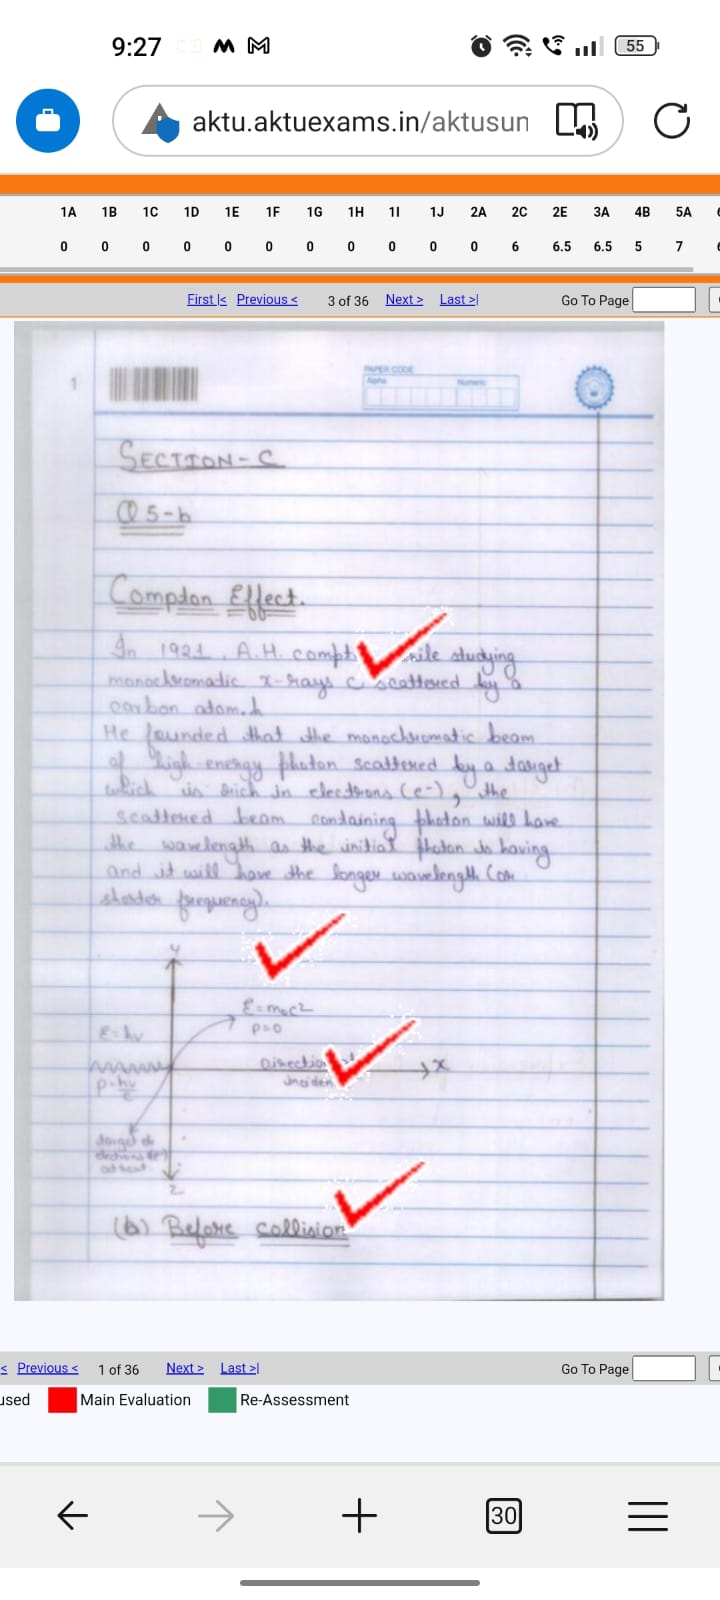 9:27
55
aktu.aktuexams.in/aktusun
1A 1B 1C 1D 1E 1F 1G 1H 1I 1J 2A 2C 2E 3A 4B 5A
0 0 0 0 0 0 0 0 0 0 0 6 6.5 6.5 5 7
First |< Previous < 3 of 36 Next > Last >| Go To Page
1
PAPER CODE
Alpha Numeric
SECTION - C
Q 5-b
Compton Effect.
In 1921, A.H. compt while studying
monochromatic x-rays scattered by a
carbon atom.
He founded that the monochromatic beam
of high-energy photon scattered by a target
which is rich in electrons (e-), the
scattered beam containing photon will have
the wavelength as the initial photon is having
and it will have the longer wavelength (or
shorter frequency).
y
E=m₀c2
p=0
E=hν
Direction
x
p=hν/c
inciden
target of
electrons
at rest
z
(b) Before collision
< Previous < 1 of 36 Next > Last >| Go To Page
used Main Evaluation Re-Assessment
30